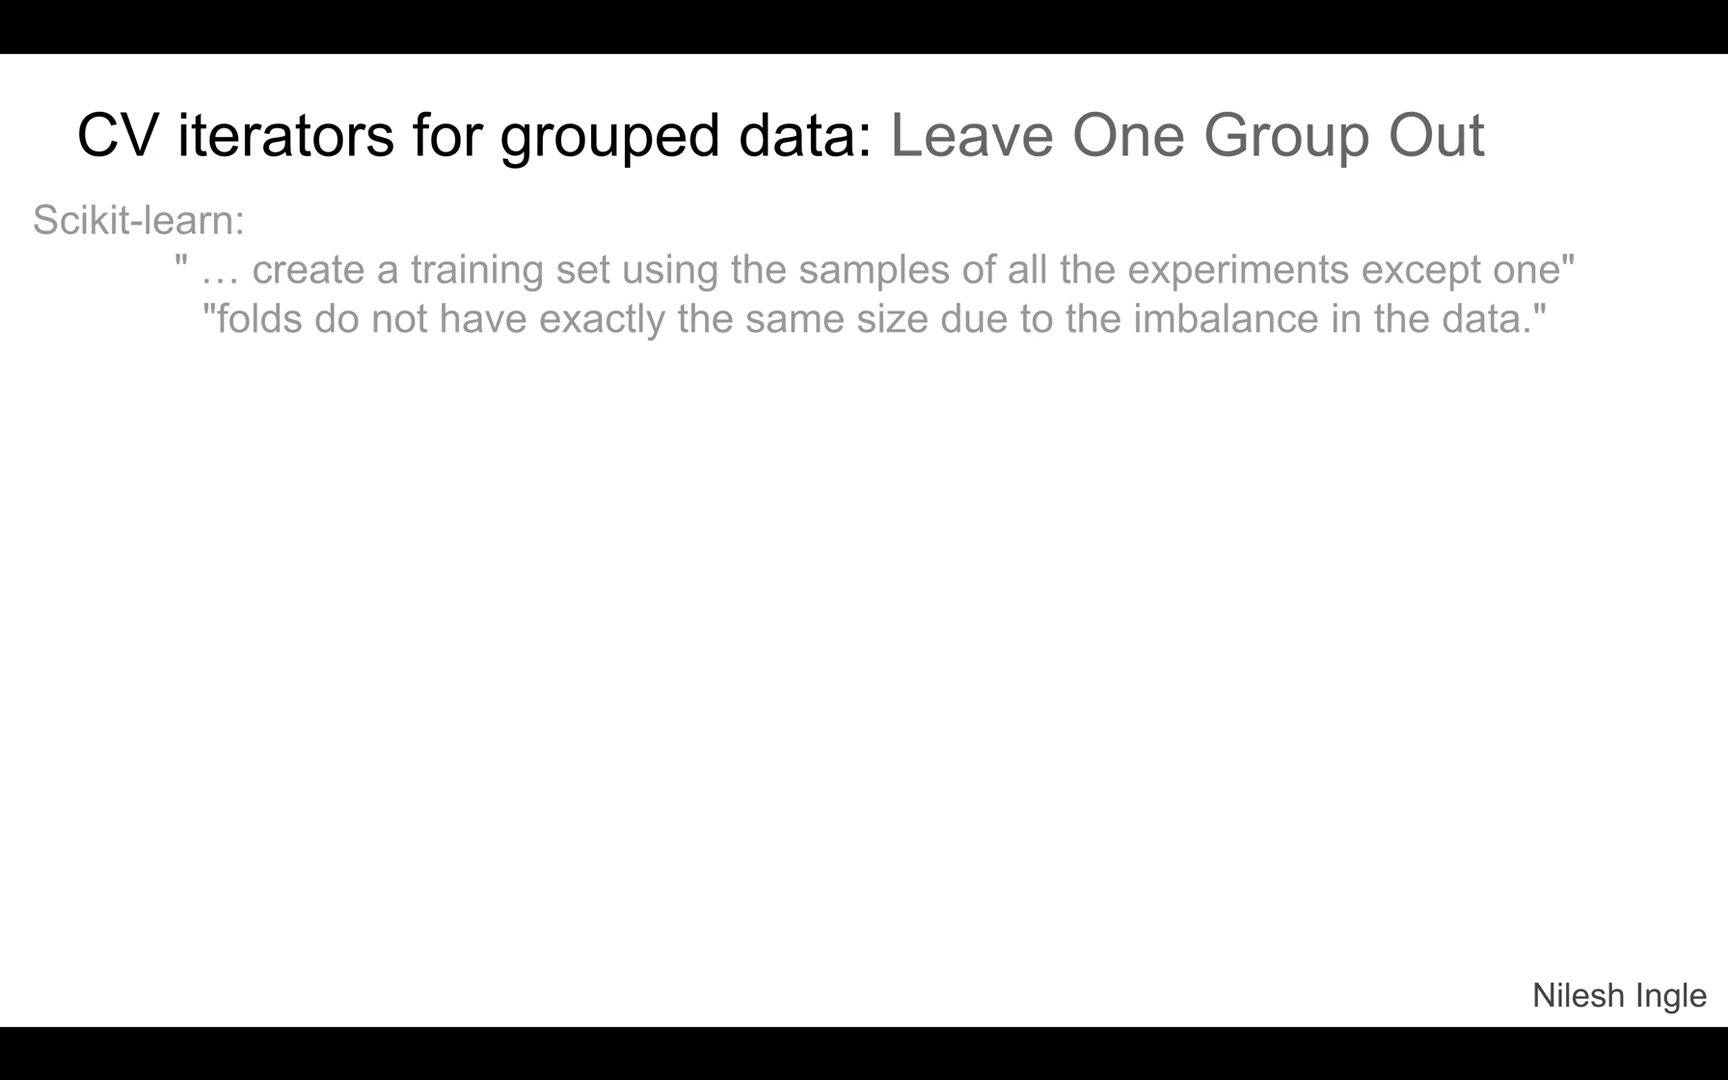 CV iterators for grouped data: Leave One Group Out
Scikit-learn:
" … create a training set using the samples of all the experiments except one"
"folds do not have exactly the same size due to the imbalance in the data."
Nilesh Ingle